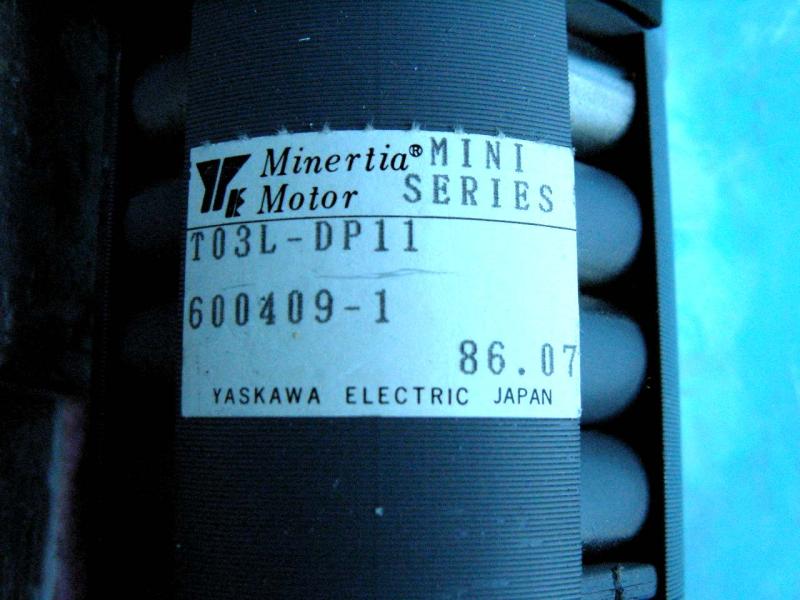 Minertia® MINI
Motor SERIES
T03L-DP11
600409-1
86.07
YASKAWA ELECTRIC JAPAN